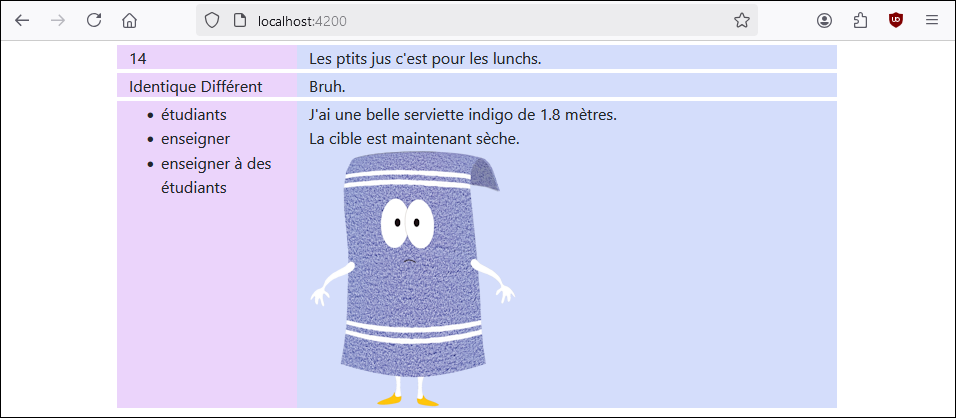 localhost:4200
14
Les ptits jus c'est pour les lunchs.
Identique Différent
Bruh.
étudiants
enseigner
enseigner à des
étudiants
J'ai une belle serviette indigo de 1.8 mètres.
La cible est maintenant sèche.